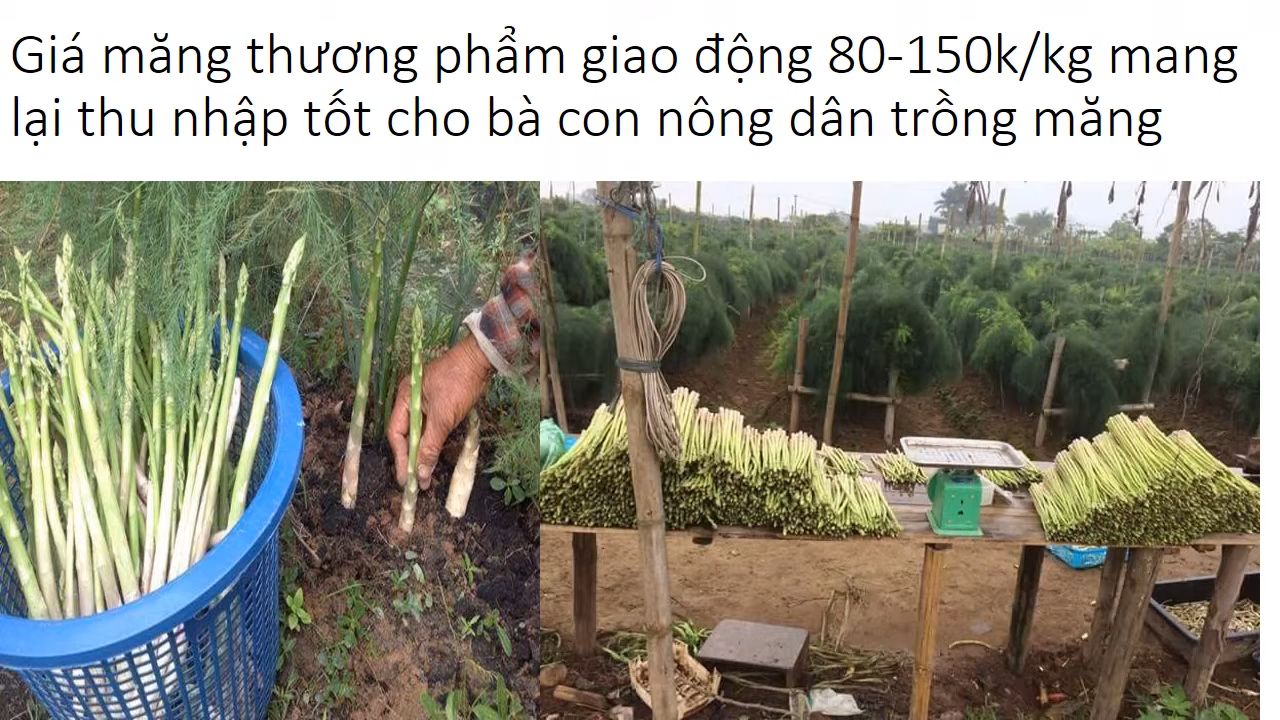 Giá măng thương phẩm giao động 80-150k/kg mang
lại thu nhập tốt cho bà con nông dân trồng măng